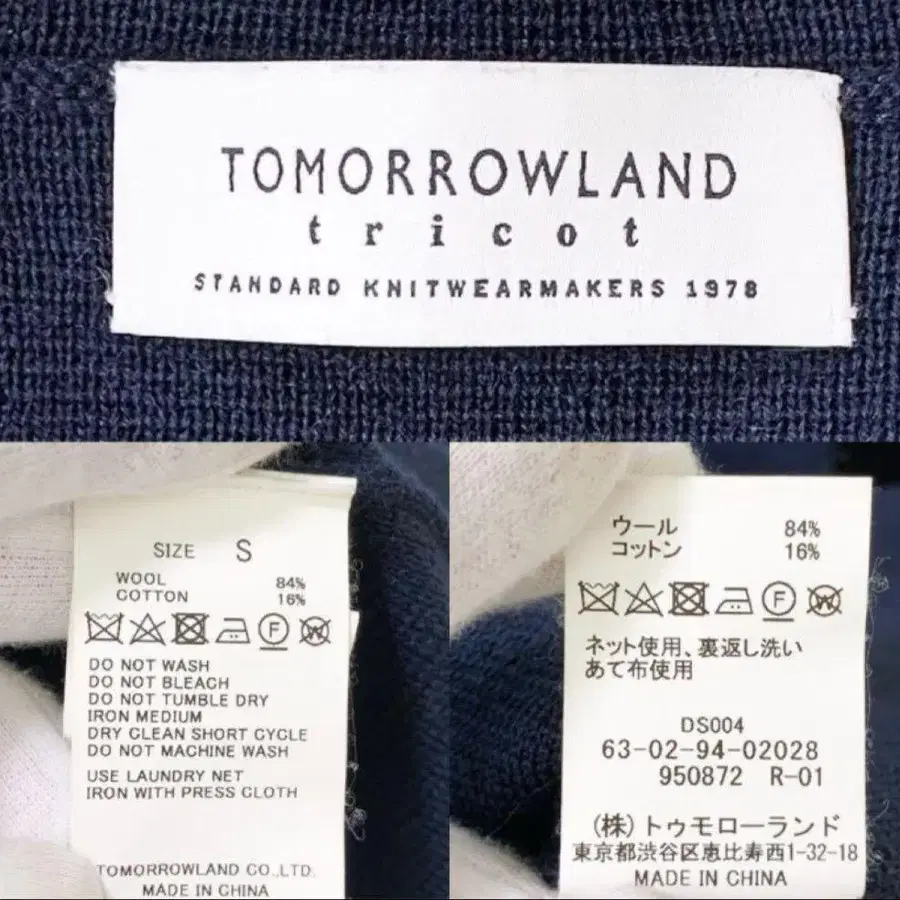 TOMORROWLAND
tricot
STANDARD KNITWEARMAKERS 1978
SIZE S
WOOL 84%
COTTON 16%
F W
DO NOT WASH
DO NOT BLEACH
DO NOT TUMBLE DRY
IRON MEDIUM
DRY CLEAN SHORT CYCLE
DO NOT MACHINE WASH
USE LAUNDRY NET
IRON WITH PRESS CLOTH
TOMORROWLAND CO.,LTD.
MADE IN CHINA
ウール 84%
コットン 16%
F W
ネット使用、裏返し洗い
あて布使用
DS004
63-02-94-02028
950872 R-01
(株)トゥモローランド
東京都渋谷区恵比寿西1-32-18
MADE IN CHINA